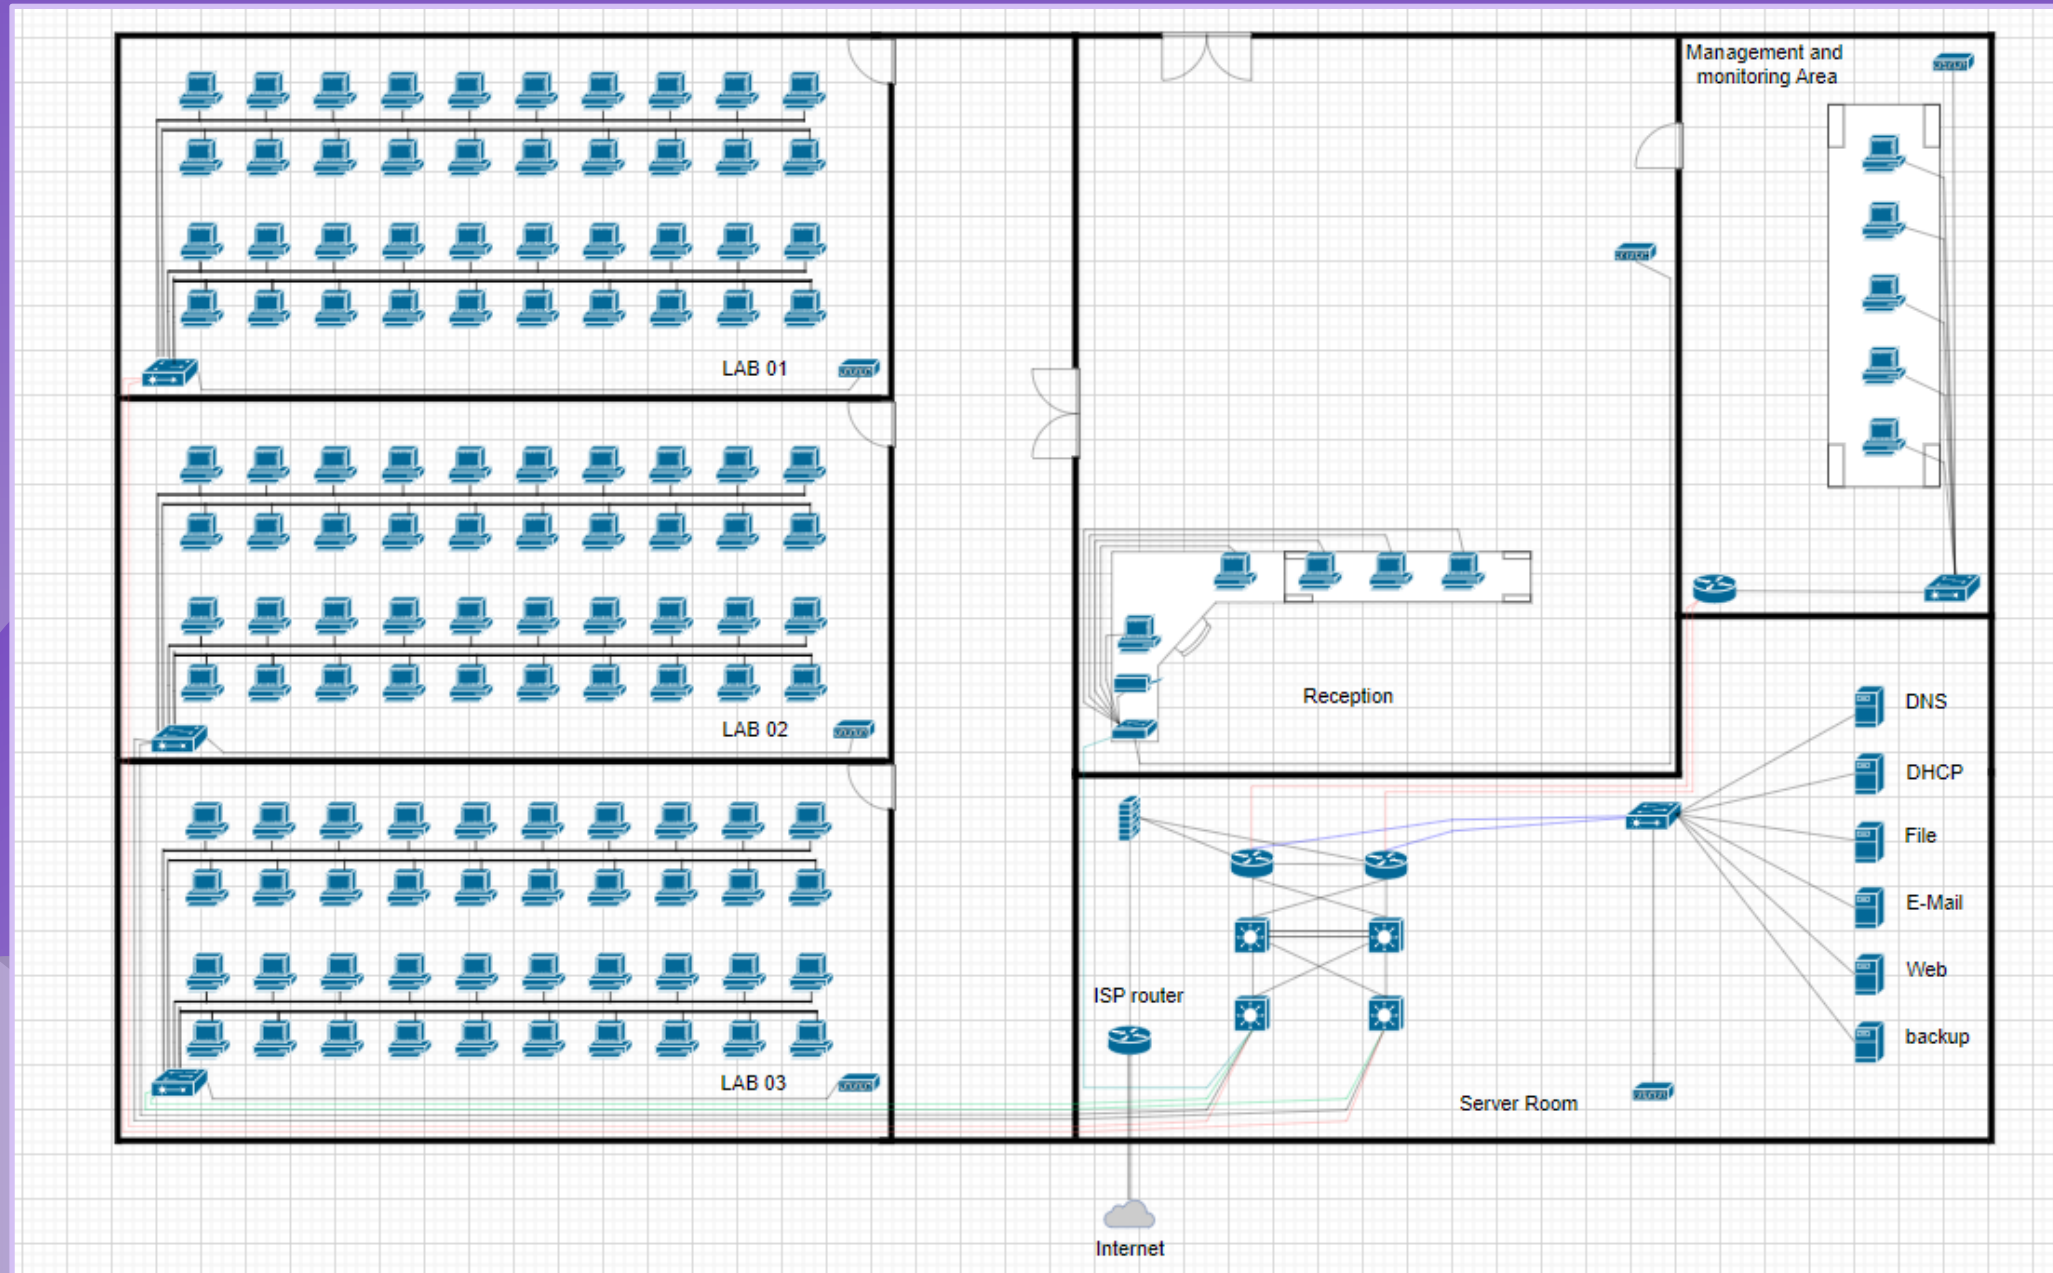 Management and
monitoring Area
LAB 01
LAB 02
Reception
DNS
DHCP
File
E-Mail
Web
backup
ISP router
LAB 03
Server Room
Internet